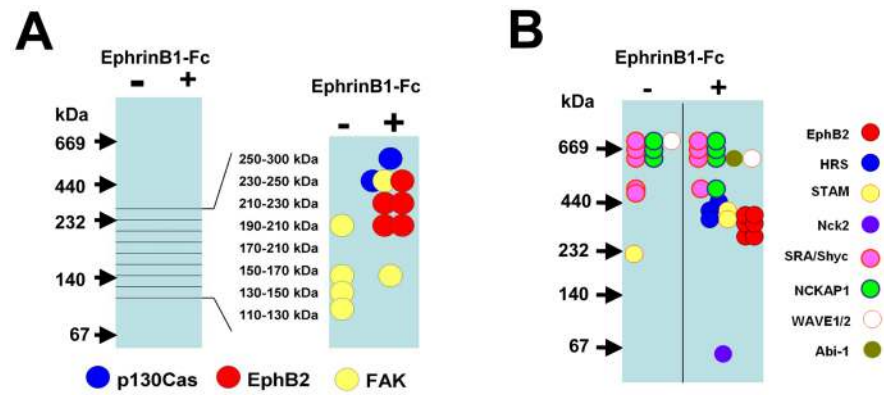 A
EphrinB1-Fc
- +
kDa
669
440
232
140
67
EphrinB1-Fc
- +
250-300 kDa
230-250 kDa
210-230 kDa
190-210 kDa
170-210 kDa
150-170 kDa
130-150 kDa
110-130 kDa
p130Cas EphB2 FAK
B
EphrinB1-Fc
- +
kDa
669
440
232
140
67
EphB2
HRS
STAM
Nck2
SRA/Shyc
NCKAP1
WAVE1/2
Abi-1